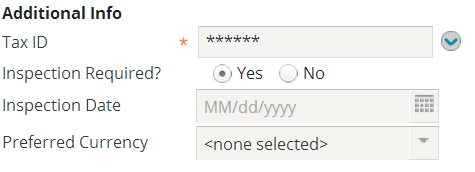 Additional Info
Tax ID * ******
Inspection Required? Yes No
Inspection Date MM/dd/yyyy
Preferred Currency <none selected>